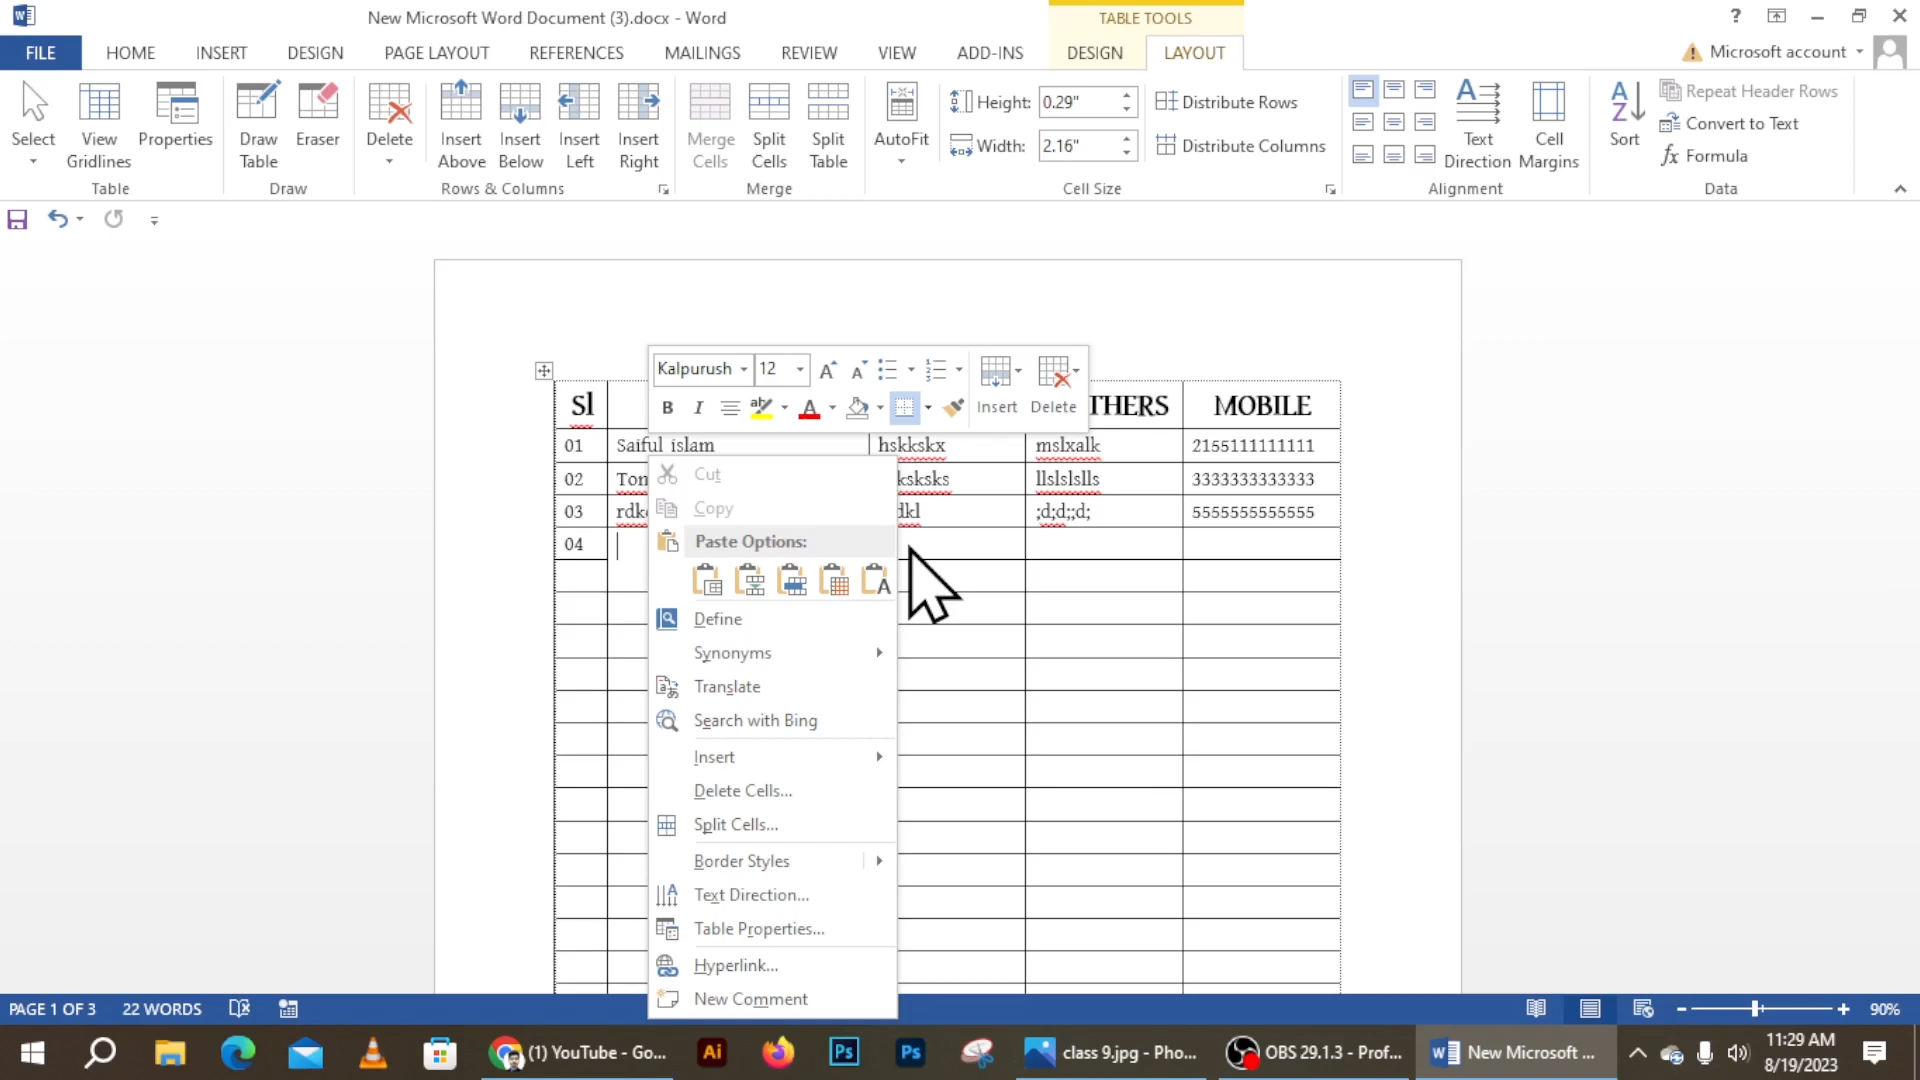 New Microsoft Word Document (3).docx - Word
TABLE TOOLS
?
FILE
HOME
INSERT
DESIGN
PAGE LAYOUT
REFERENCES
MAILINGS
REVIEW
VIEW
ADD-INS
DESIGN
LAYOUT
Microsoft account
Select
View Gridlines
Properties
Draw Table
Eraser
Delete
Insert Above
Insert Below
Insert Left
Insert Right
Merge Cells
Split Cells
Split Table
AutoFit
Height: 0.29"
Width: 2.16"
Distribute Rows
Distribute Columns
Text Direction
Cell Margins
Sort
Repeat Header Rows
Convert to Text
Formula
Table
Draw
Rows & Columns
Merge
Cell Size
Alignment
Data
Kalpurush 12
Insert
Delete
Sl
THERS
MOBILE
01 Saiful islam hskkskx mslxalk 2155111111111
02 llslslslls 3333333333333
03 ;d;d;;d; 5555555555555
04
Cut
Copy
Paste Options:
Define
Synonyms
Translate
Search with Bing
Insert
Delete Cells...
Split Cells...
Border Styles
Text Direction...
Table Properties...
Hyperlink...
New Comment
PAGE 1 OF 3
22 WORDS
90%
(1) YouTube - Go...
Ai
Ps
Ps
class 9.jpg - Pho...
OBS 29.1.3 - Prof...
New Microsoft ...
11:29 AM
8/19/2023